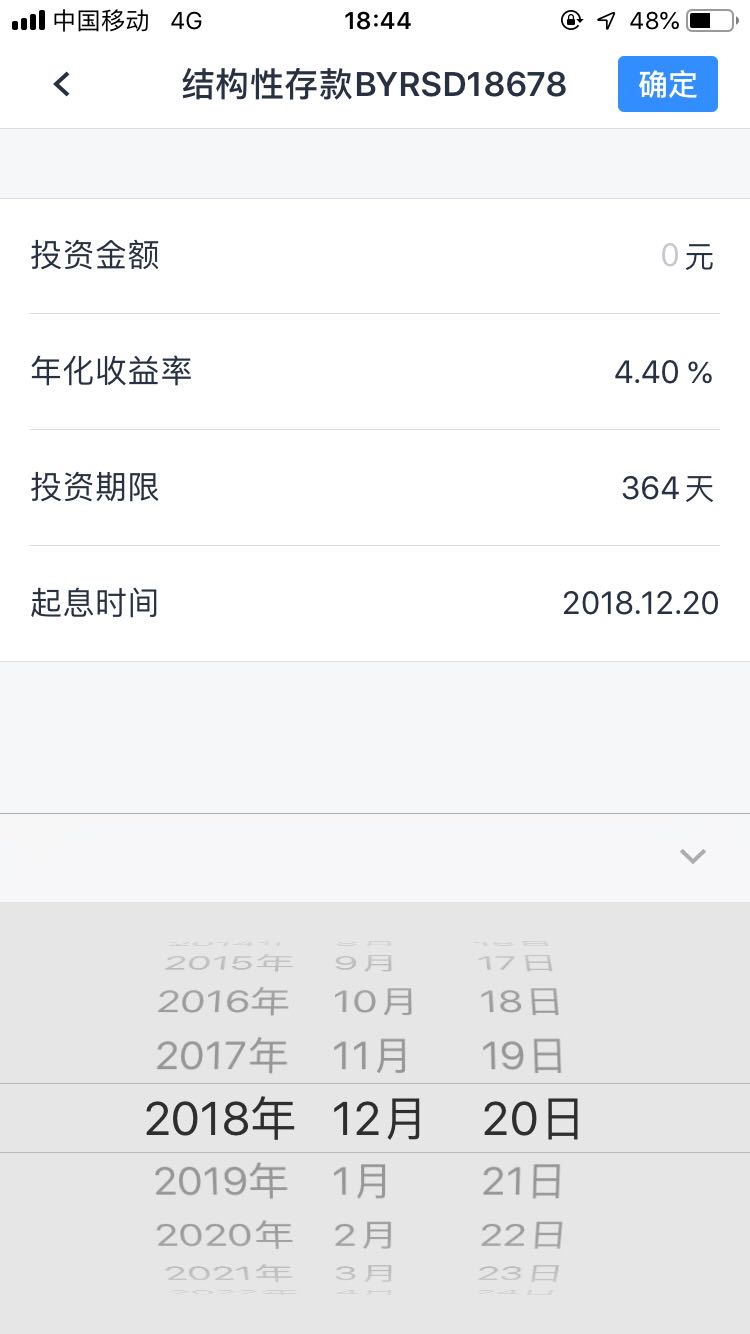 中国移动 4G 18:44 48%
结构性存款BYRSD18678 确定
投资金额 0元
年化收益率 4.40%
投资期限 364天
起息时间 2018.12.20
2015年 9月 17日
2016年 10月 18日
2017年 11月 19日
2018年 12月 20日
2019年 1月 21日
2020年 2月 22日
2021年 3月 23日